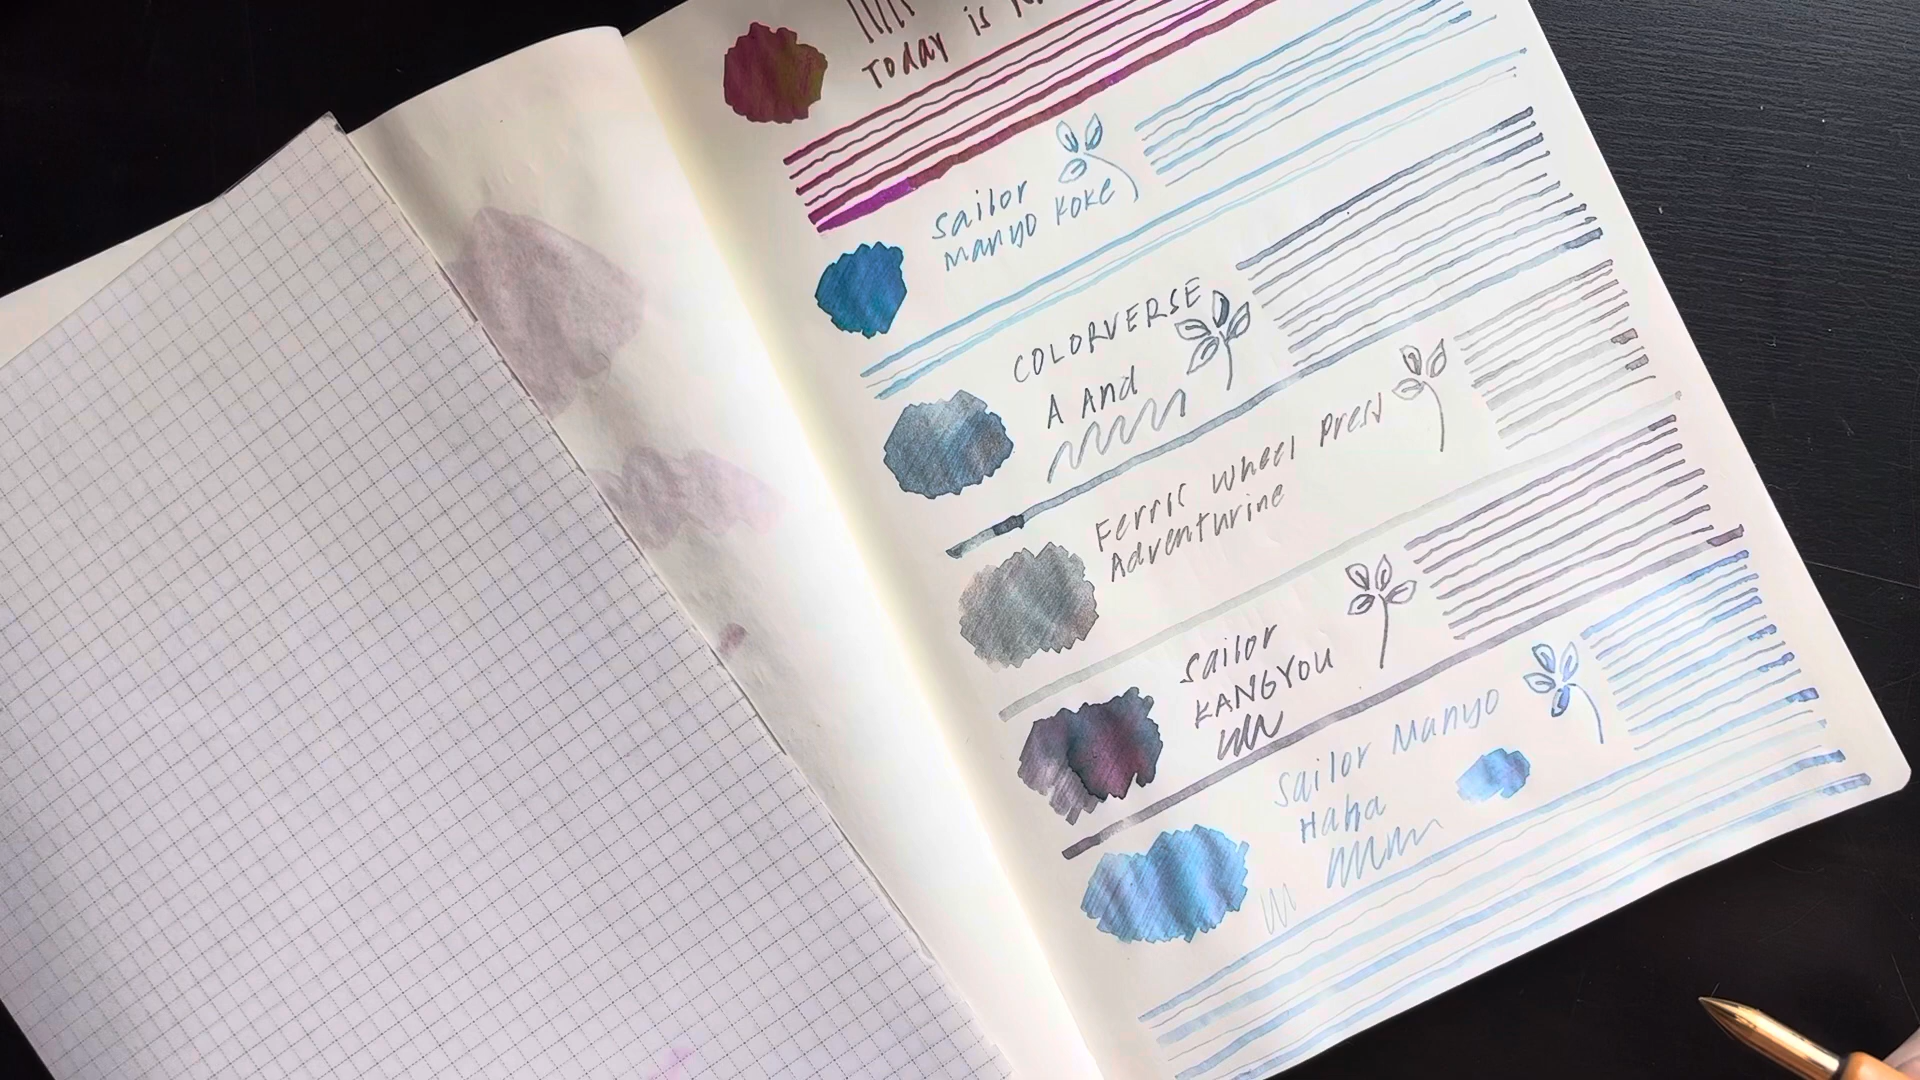 Today is
Sailor
Manyo Koke
COLORVERSE
A And
Ferris Wheel Press
Adventurine
Sailor
KANGYOU
Sailor Manyo
Haha